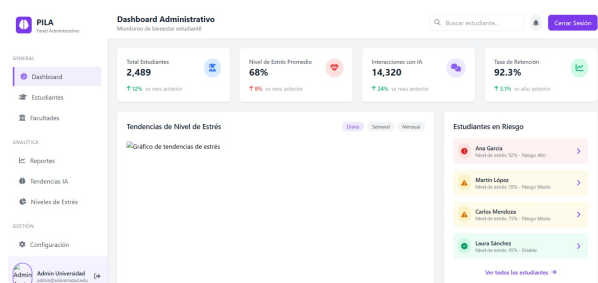 PILA
Panel Administrativo
GENERAL
Dashboard
Estudiantes
Facultades
ANALÍTICA
Reportes
Tendencias IA
Niveles de Estrés
GESTIÓN
Configuración
Admin
Admin Universidad
admin@universidad.edu
Dashboard Administrativo
Monitoreo de bienestar estudiantil
Buscar estudiante...
Cerrar Sesión
Total Estudiantes
2,489
↑ 12% vs mes anterior
Nivel de Estrés Promedio
68%
↑ 8% vs mes anterior
Interacciones con IA
14,320
↑ 24% vs mes anterior
Tasa de Retención
92.3%
↑ 3.1% vs año anterior
Tendencias de Nivel de Estrés
Diario Semanal Mensual
Gráfico de tendencias de estrés
Estudiantes en Riesgo
Ana García
Nivel de estrés: 92% - Riesgo Alto
Martín López
Nivel de estrés: 78% - Riesgo Medio
Carlos Mendoza
Nivel de estrés: 75% - Riesgo Medio
Laura Sánchez
Nivel de estrés: 45% - Estable
Ver todos los estudiantes →